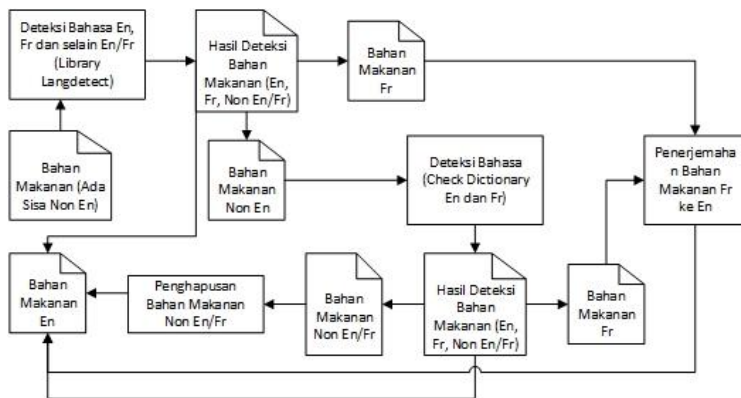 Deteksi Bahasa En,
Fr dan selain En/Fr
(Library
Langdetect)
Hasil Deteksi
Bahan
Makanan (En,
Fr, Non En/Fr)
Bahan
Makanan
Fr
Bahan
Makanan (Ada
Sisa Non En)
Bahan
Makanan
Non En
Deteksi Bahasa
(Check Dictionary
En dan Fr)
Penerjemaha
n Bahan
Makanan Fr
ke En
Bahan
Makanan
En
Penghapusan
Bahan Makanan
Non En/Fr
Bahan
Makanan
Non En/Fr
Hasil Deteksi
Bahan
Makanan (En,
Fr, Non En/Fr)
Bahan
Makanan
Fr